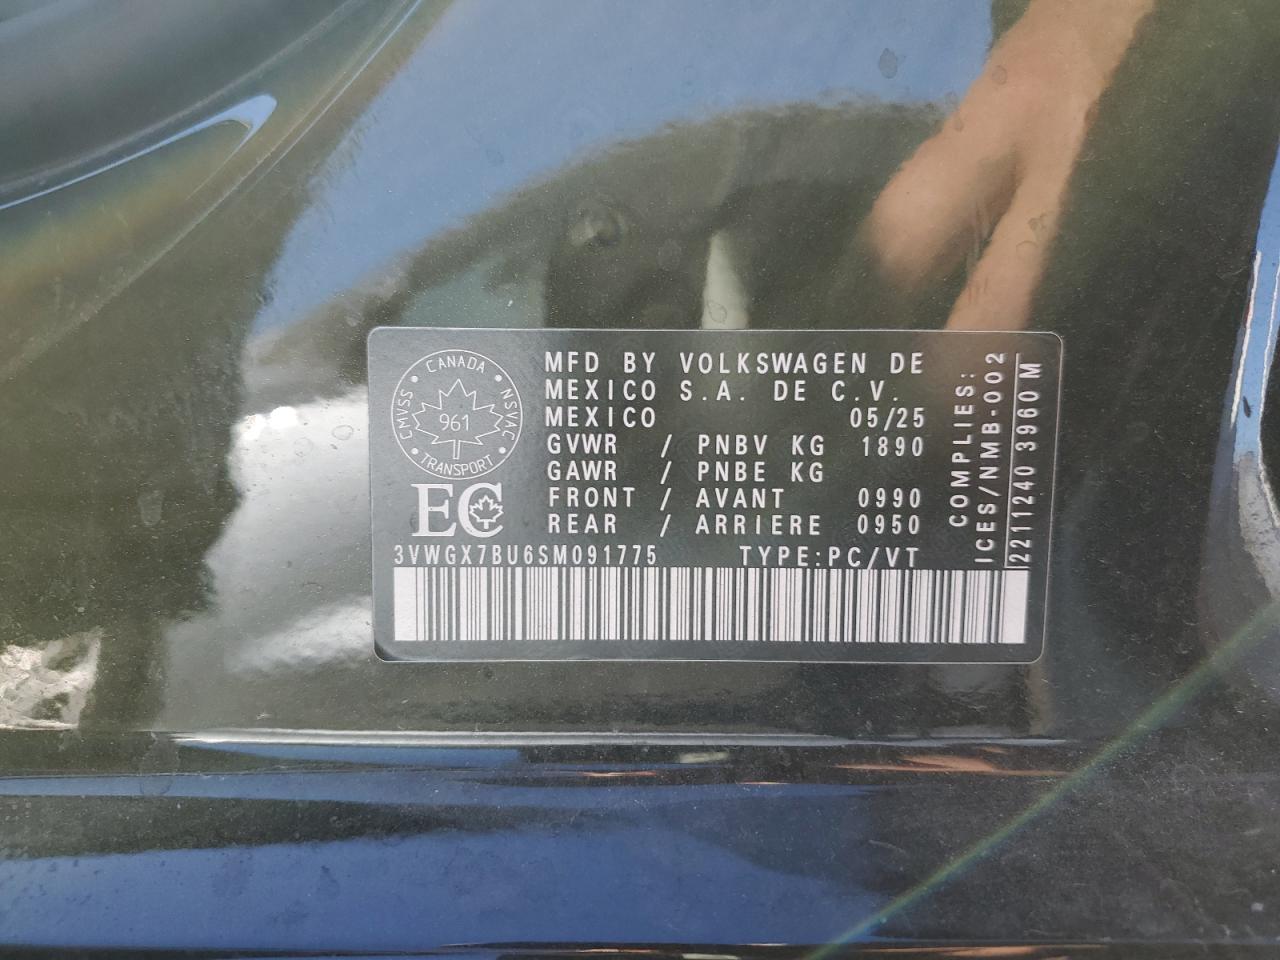 CANADA
CMVSS
NSVAC
961
TRANSPORT
EC
MFD BY VOLKSWAGEN DE
MEXICO S.A. DE C.V.
MEXICO 05/25
GVWR / PNBV KG 1890
GAWR / PNBE KG
FRONT / AVANT 0990
REAR / ARRIERE 0950
3VWGX7BU6SM091775 TYPE:PC/VT
COMPLIES:
ICES/NMB-002
2211240 3960 M